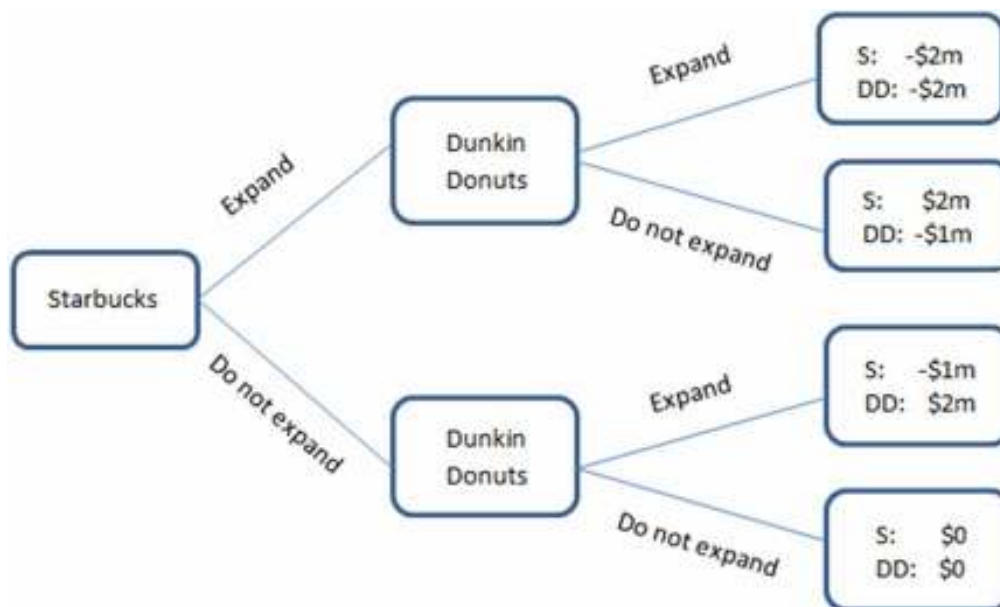 Starbucks
Expand
Do not expand
Dunkin
Donuts
Expand
Do not expand
S: -$2m
DD: -$2m
S: $2m
DD: -$1m
Dunkin
Donuts
Expand
Do not expand
S: -$1m
DD: $2m
S: $0
DD: $0